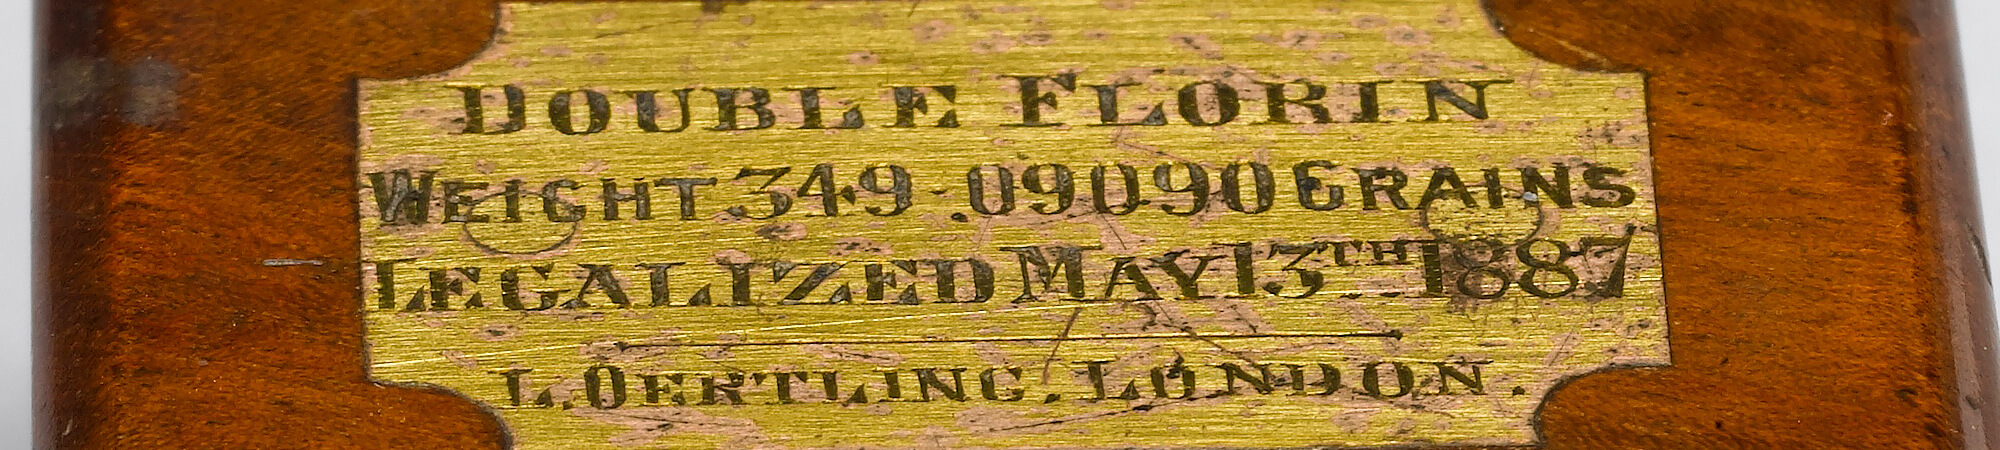 DOUBLE FLORIN
WEIGHT 349.09090 GRAINS
LEGALIZED MAY 13TH 1887
L. OERTLING, LONDON.